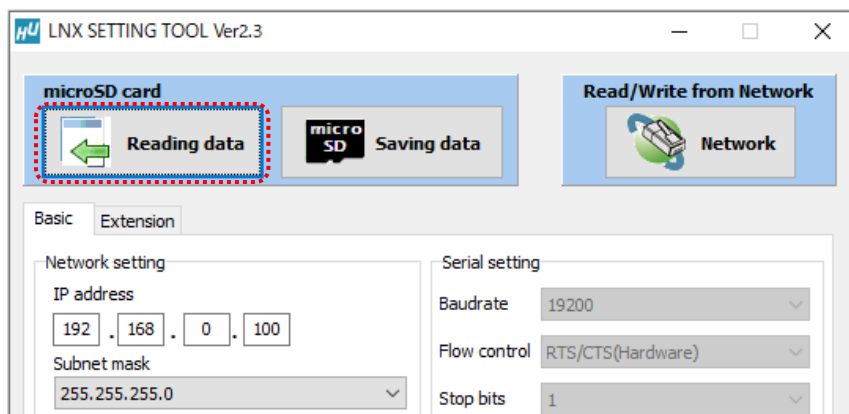 HU LNX SETTING TOOL Ver2.3
microSD card
Reading data
micro
SD
Saving data
Read/Write from Network
Network
Basic
Extension
Network setting
IP address
192 . 168 . 0 . 100
Subnet mask
255.255.255.0
Serial setting
Baudrate 19200
Flow control RTS/CTS(Hardware)
Stop bits 1